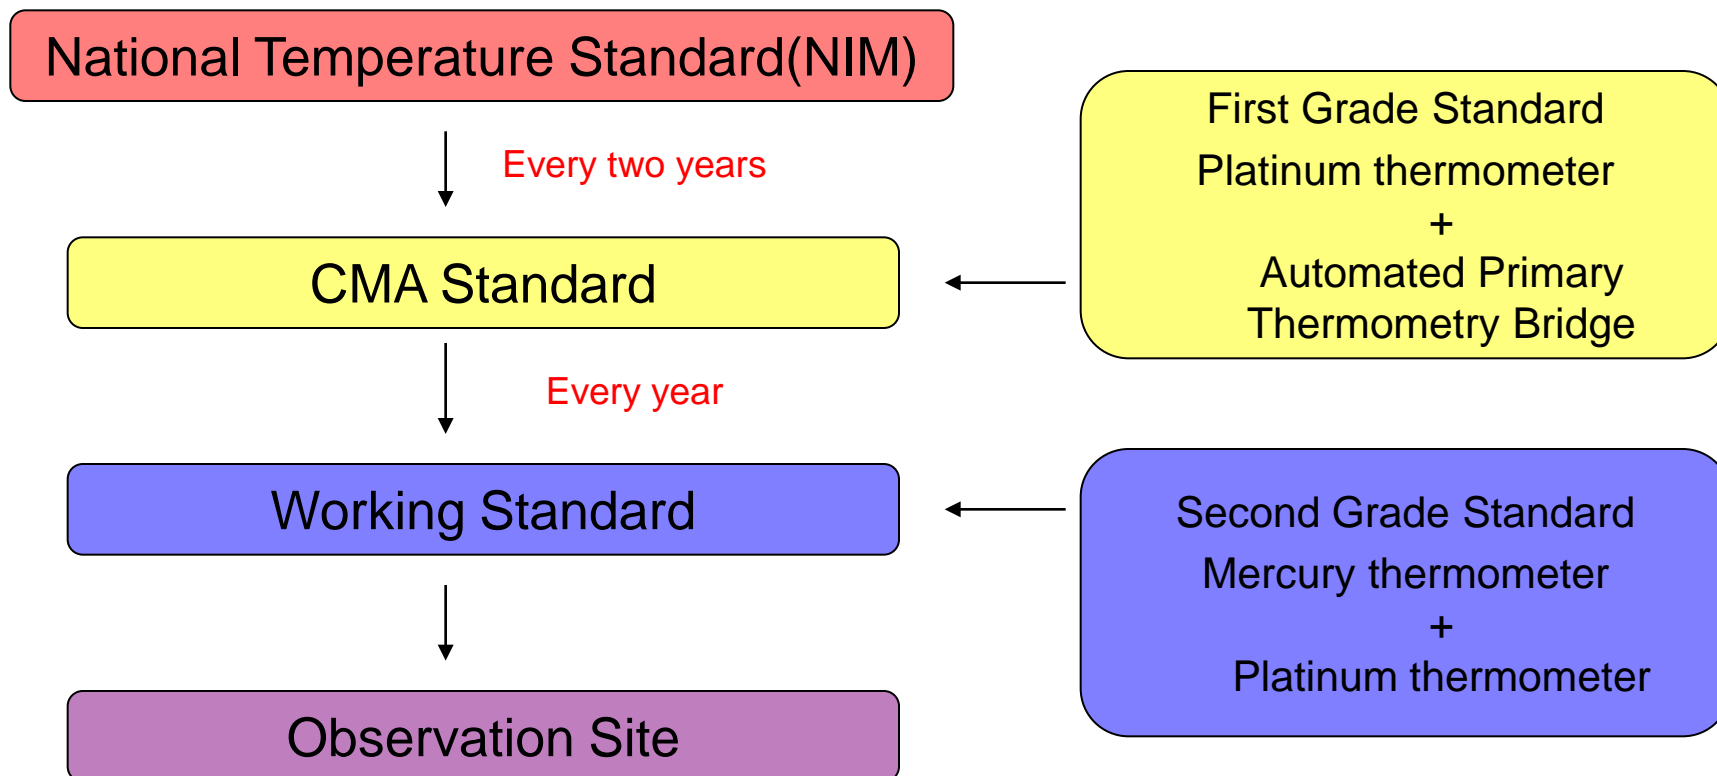 National Temperature Standard(NIM)
Every two years
CMA Standard
Every year
Working Standard
Observation Site
First Grade Standard
Platinum thermometer
+
Automated Primary
Thermometry Bridge
Second Grade Standard
Mercury thermometer
+
Platinum thermometer